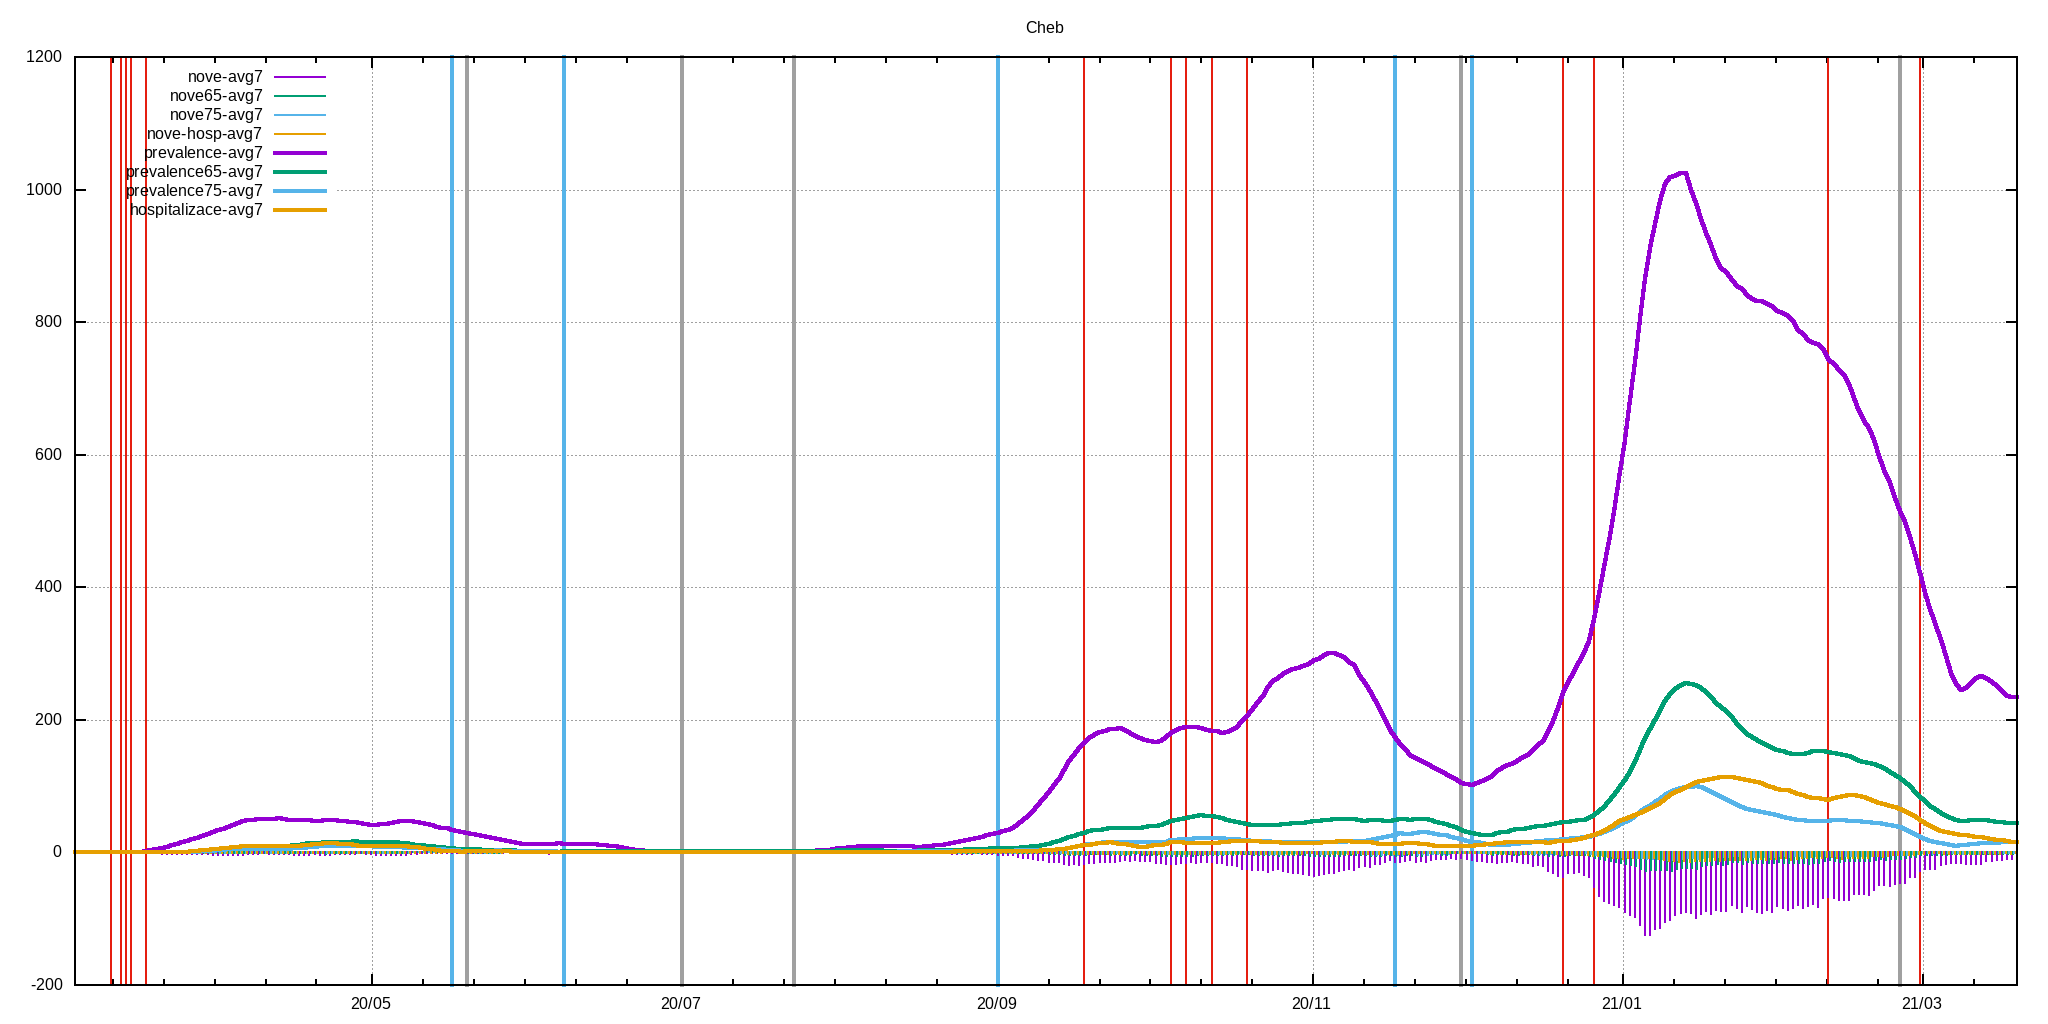 Cheb
nove-avg7
nove65-avg7
nove75-avg7
nove-hosp-avg7
prevalence-avg7
prevalence65-avg7
prevalence75-avg7
hospitalizace-avg7
1200
1000
800
600
400
200
0
-200
20/05 20/07 20/09 20/11 21/01 21/03